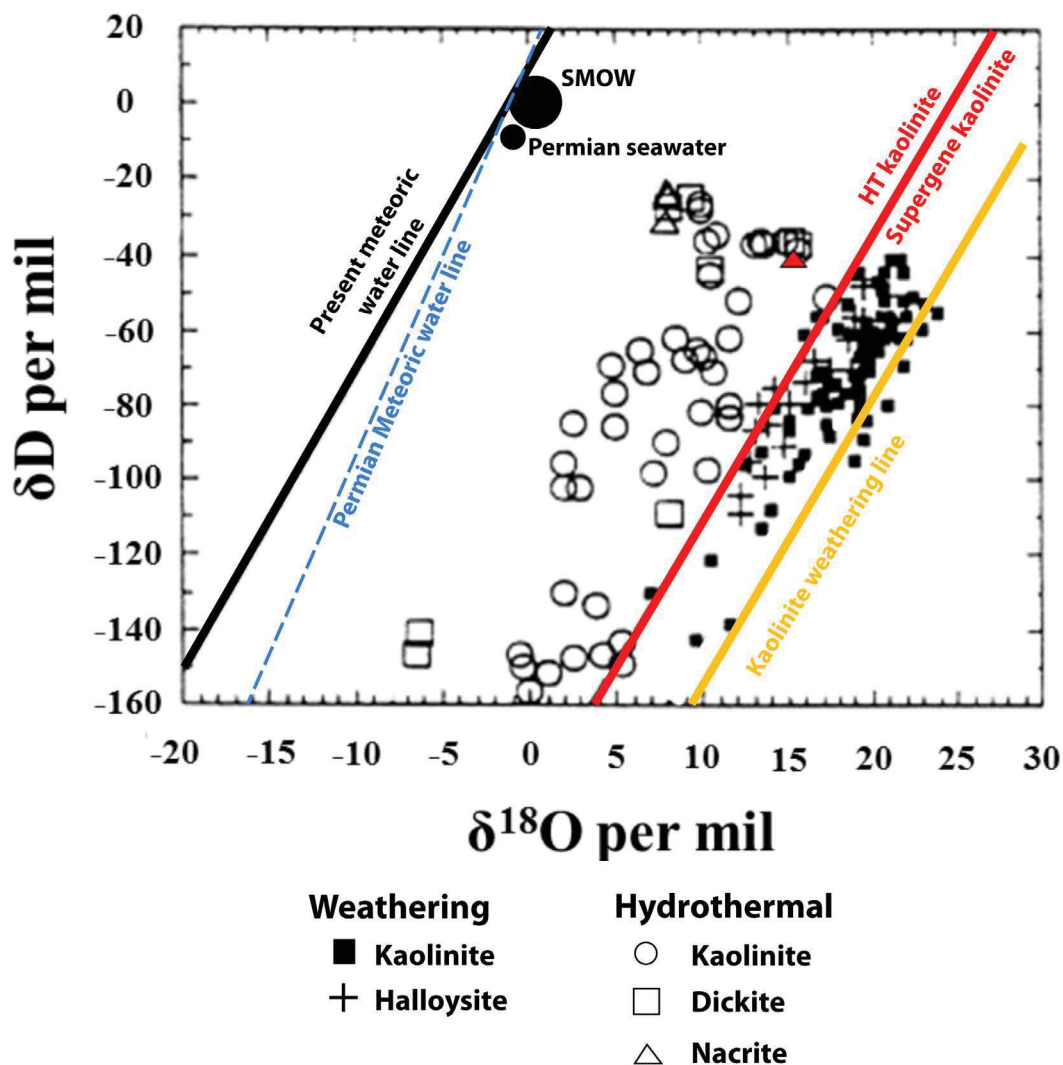 20
0
-20
-40
-60
-80
-100
-120
-140
-160
δD per mil
SMOW
Permian seawater
Present meteoric
water line
Permian Meteoric water line
HT kaolinite
Supergene kaolinite
Kaolinite weathering line
-20 -15 -10 -5 0 5 10 15 20 25 30
δ¹⁸O per mil
Weathering Hydrothermal
Kaolinite Kaolinite
Halloysite Dickite
Nacrite